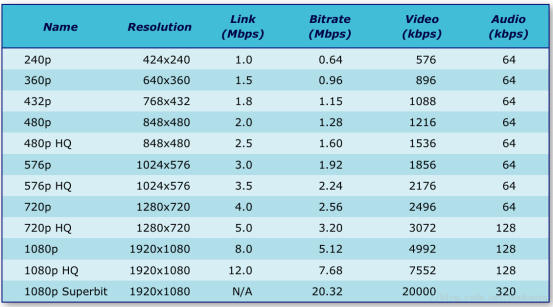 Name Resolution Link (Mbps) Bitrate (Mbps) Video (kbps) Audio (kbps)
240p 424x240 1.0 0.64 576 64
360p 640x360 1.5 0.96 896 64
432p 768x432 1.8 1.15 1088 64
480p 848x480 2.0 1.28 1216 64
480p HQ 848x480 2.5 1.60 1536 64
576p 1024x576 3.0 1.92 1856 64
576p HQ 1024x576 3.5 2.24 2176 64
720p 1280x720 4.0 2.56 2496 64
720p HQ 1280x720 5.0 3.20 3072 128
1080p 1920x1080 8.0 5.12 4992 128
1080p HQ 1920x1080 12.0 7.68 7552 128
1080p Superbit 1920x1080 N/A 20.32 20000 320